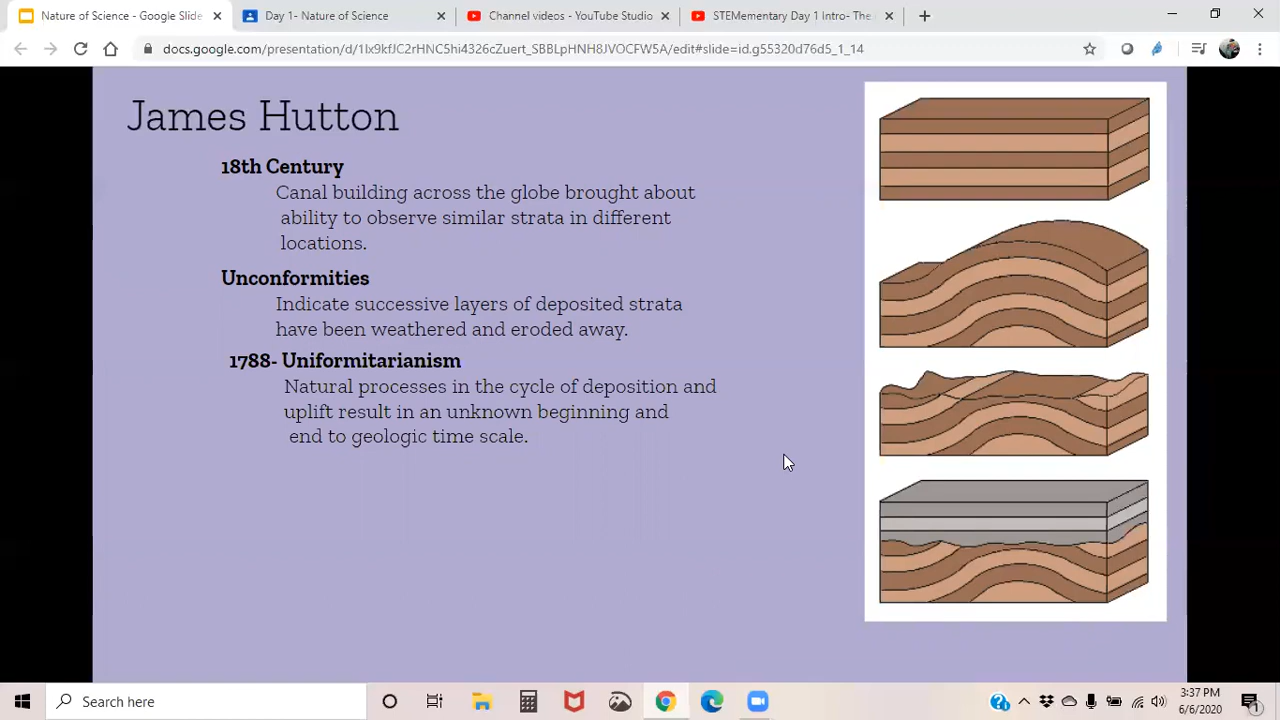 Nature of Science - Google Slide
Day 1- Nature of Science
Channel videos - YouTube Studio
STEMementary Day 1 Intro- The
docs.google.com/presentation/d/1Ix9kfJC2rHNC5hi4326cZuert_SBBLpHNH8JVOCFW5A/edit#slide=id.g55320d76d5_1_14
James Hutton
18th Century
Canal building across the globe brought about
ability to observe similar strata in different
locations.
Unconformities
Indicate successive layers of deposited strata
have been weathered and eroded away.
1788- Uniformitarianism
Natural processes in the cycle of deposition and
uplift result in an unknown beginning and
end to geologic time scale.
Search here
3:37 PM
6/6/2020
1